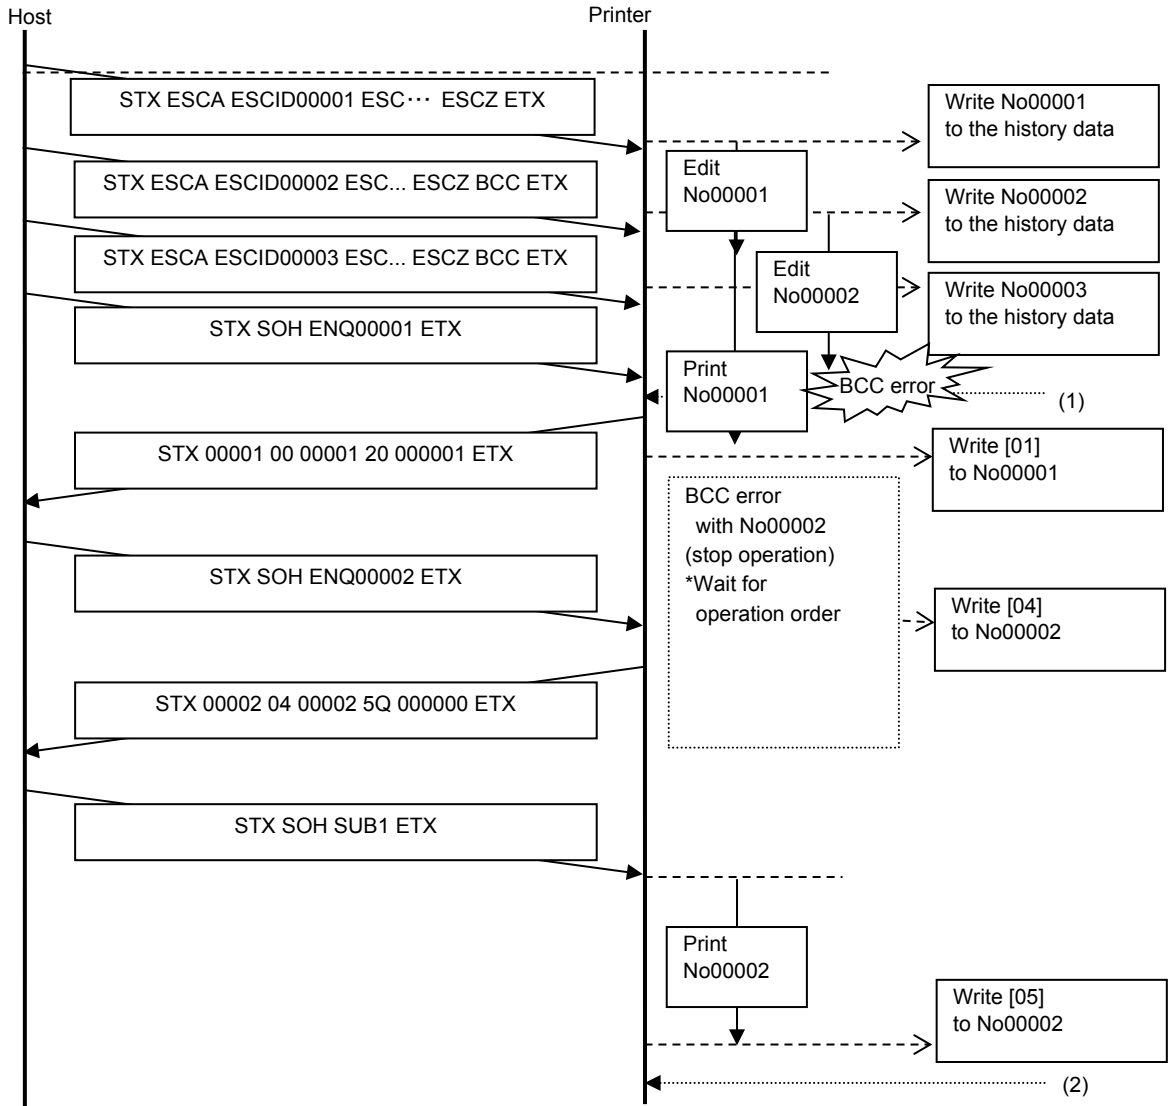 Host
Printer
STX ESCA ESCID00001 ESC··· ESCZ ETX
Write No00001
to the history data
Edit
No00001
STX ESCA ESCID00002 ESC... ESCZ BCC ETX
Write No00002
to the history data
STX ESCA ESCID00003 ESC... ESCZ BCC ETX
Edit
No00002
Write No00003
to the history data
STX SOH ENQ00001 ETX
Print
No00001
BCC error
(1)
STX 00001 00 00001 20 000001 ETX
Write [01]
to No00001
BCC error
with No00002
(stop operation)
*Wait for
operation order
STX SOH ENQ00002 ETX
Write [04]
to No00002
STX 00002 04 00002 5Q 000000 ETX
STX SOH SUB1 ETX
Print
No00002
Write [05]
to No00002
(2)